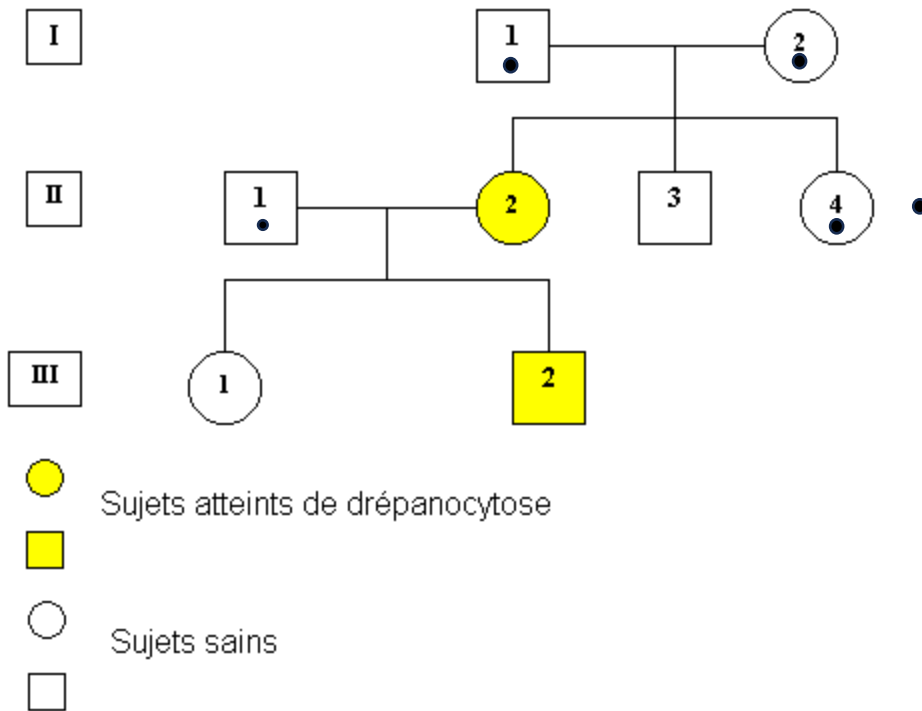 I 1 2
II 1 2 3 4
III 1 2
Sujets atteints de drépanocytose
Sujets sains